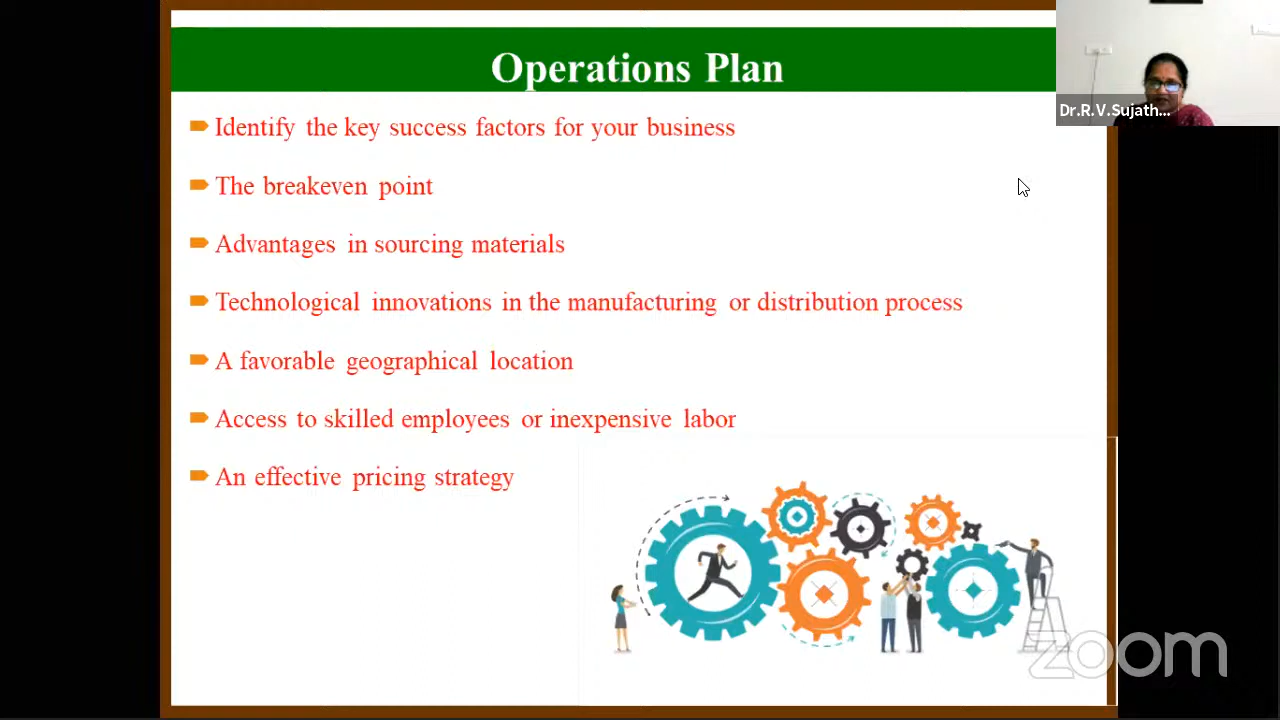 Operations Plan
Dr.R.V.Sujath...
Identify the key success factors for your business
The breakeven point
Advantages in sourcing materials
Technological innovations in the manufacturing or distribution process
A favorable geographical location
Access to skilled employees or inexpensive labor
An effective pricing strategy
zoom